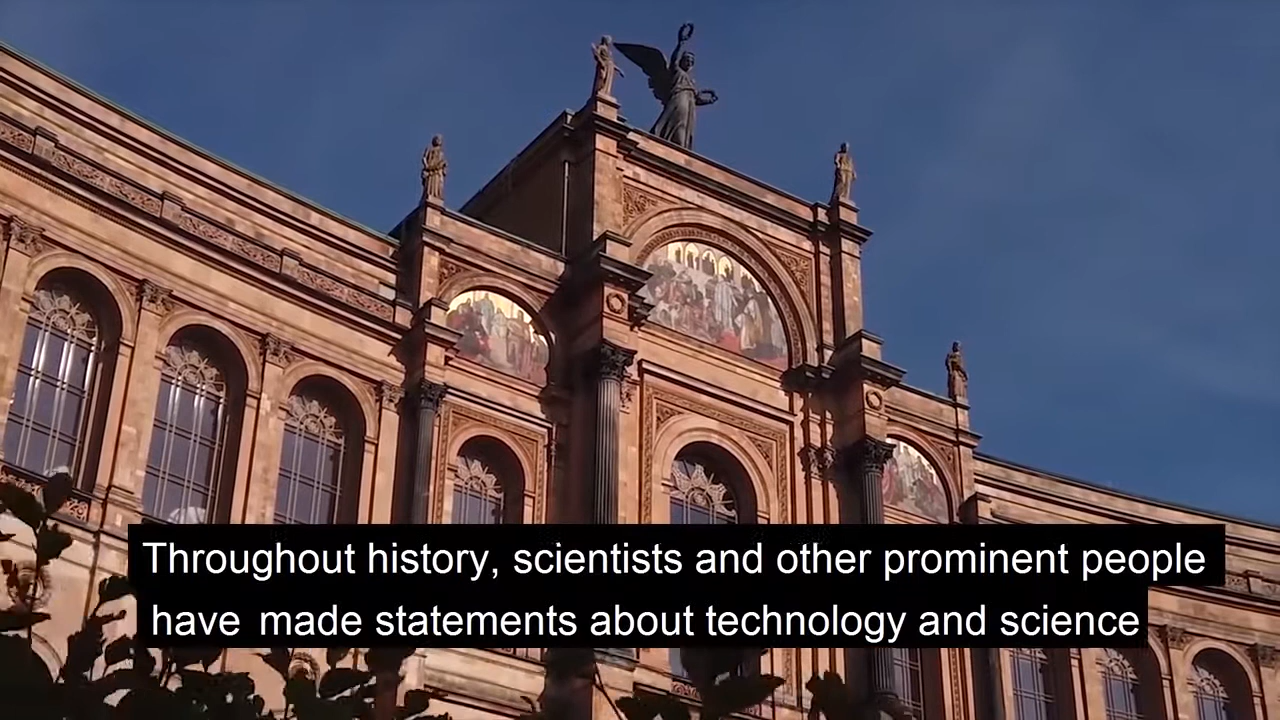 Throughout history, scientists and other prominent people
have made statements about technology and science